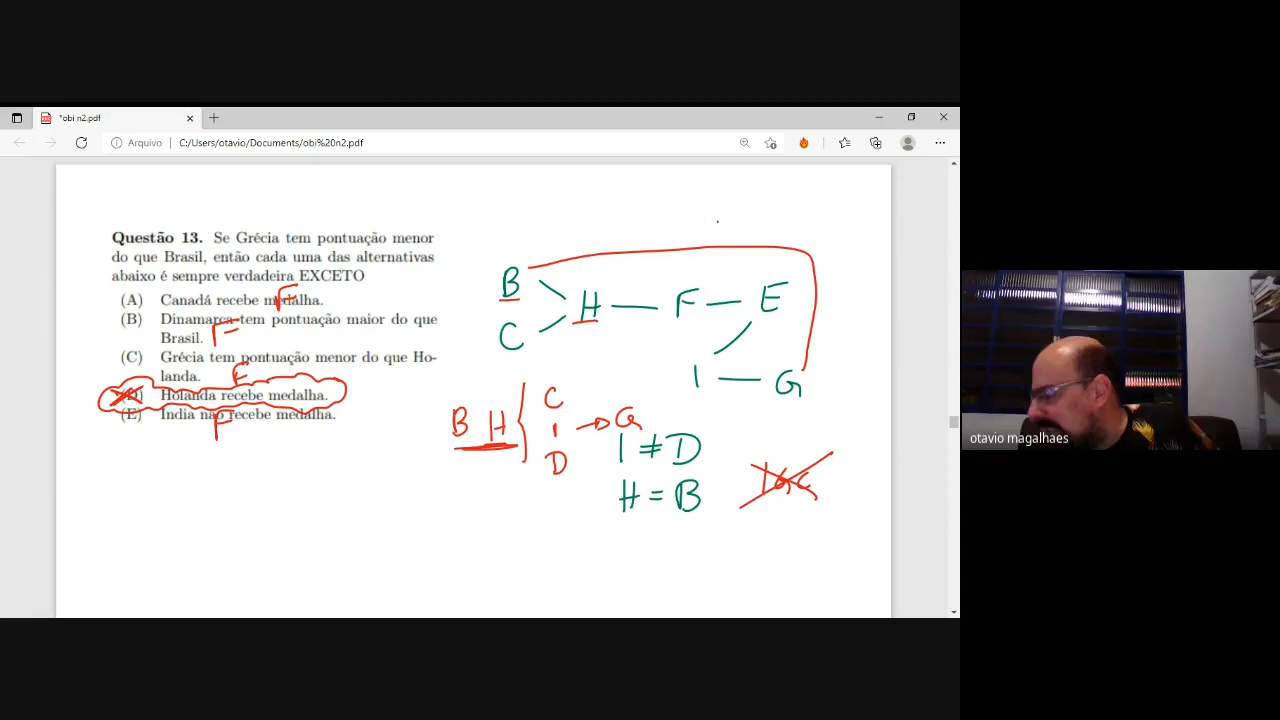 *obi n2.pdf
Arquivo
C:/Users/otavio/Documents/obi%20n2.pdf
Questão 13. Se Grécia tem pontuação menor
do que Brasil, então cada uma das alternativas
abaixo é sempre verdadeira EXCETO
(A) Canadá recebe medalha. F
(B) Dinamarca tem pontuação maior do que
Brasil. F
(C) Grécia tem pontuação menor do que Ho-
landa.
(D) Holanda recebe medalha.
(E) Índia não recebe medalha.
F
B
H F E
C
I G
B H C
I G
D
I ≠ D
H = B
otavio magalhaes